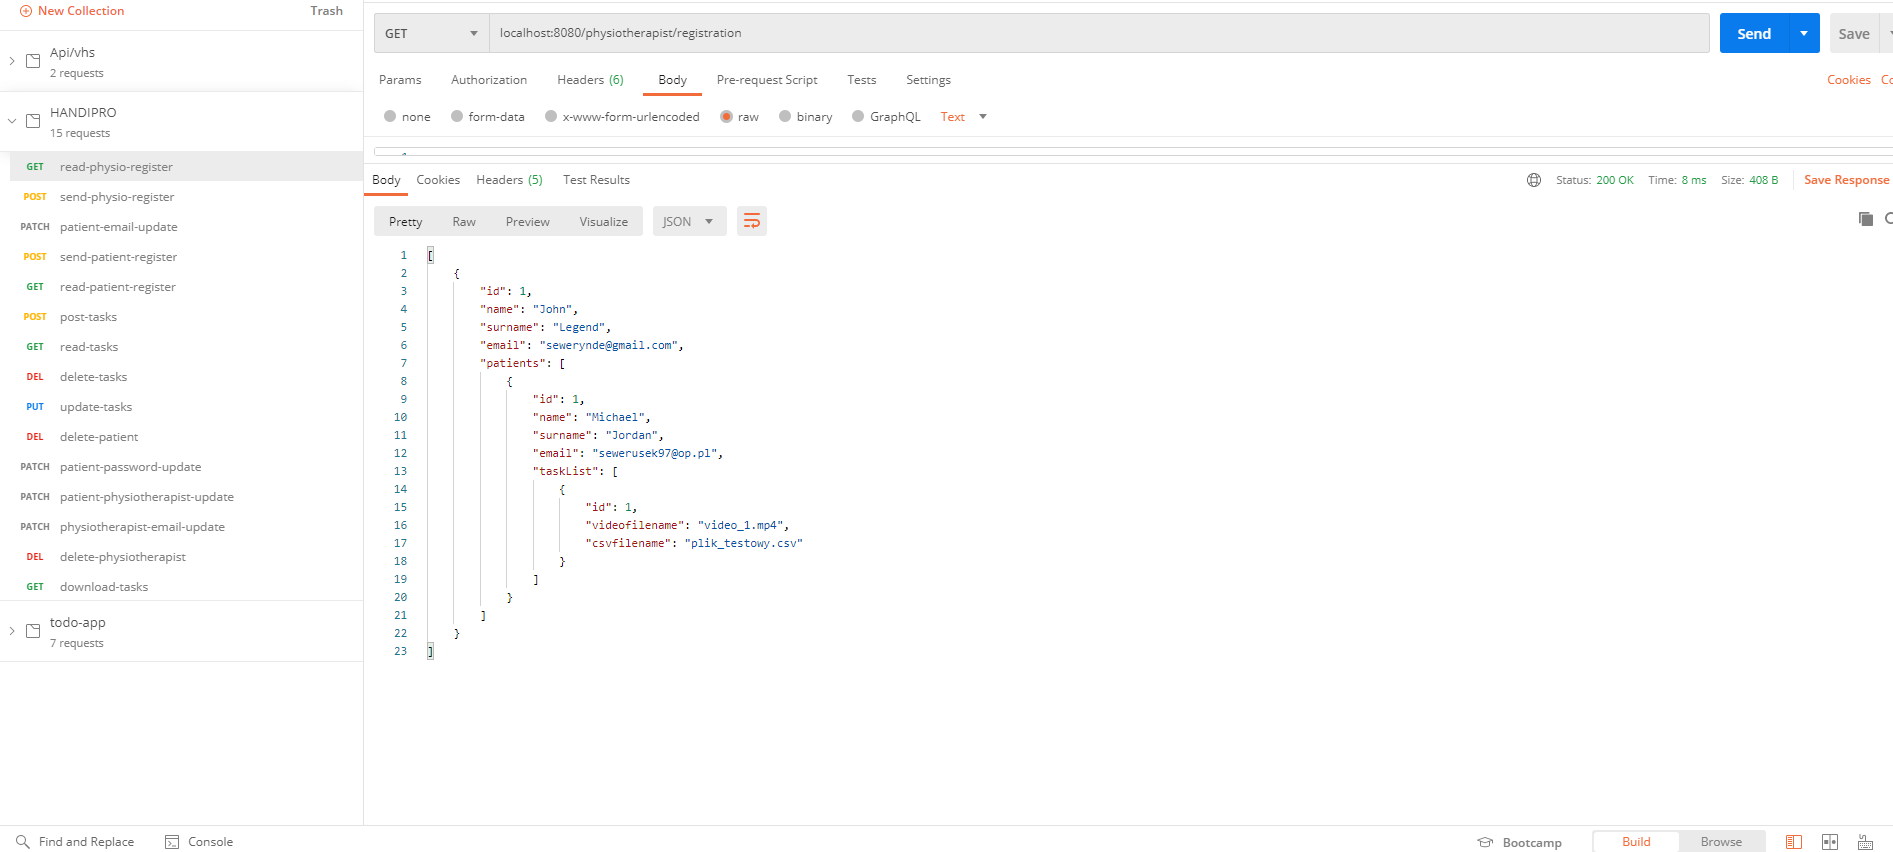 New Collection
Trash
Api/vhs
2 requests
HANDIPRO
15 requests
GET read-physio-register
POST send-physio-register
PATCH patient-email-update
POST send-patient-register
GET read-patient-register
POST post-tasks
GET read-tasks
DEL delete-tasks
PUT update-tasks
DEL delete-patient
PATCH patient-password-update
PATCH patient-physiotherapist-update
PATCH physiotherapist-email-update
DEL delete-physiotherapist
GET download-tasks
todo-app
7 requests
GET localhost:8080/physiotherapist/registration Send Save
Params Authorization Headers (6) Body Pre-request Script Tests Settings Cookies Co
none form-data x-www-form-urlencoded raw binary GraphQL Text
Body Cookies Headers (5) Test Results Status: 200 OK Time: 8 ms Size: 408 B Save Response
Pretty Raw Preview Visualize JSON
1 [
2 {
3 "id": 1,
4 "name": "John",
5 "surname": "Legend",
6 "email": "sewerynde@gmail.com",
7 "patients": [
8 {
9 "id": 1,
10 "name": "Michael",
11 "surname": "Jordan",
12 "email": "sewerusek97@op.pl",
13 "taskList": [
14 {
15 "id": 1,
16 "videofilename": "video_1.mp4",
17 "csvfilename": "plik_testowy.csv"
18 }
19 ]
20 }
21 ]
22 }
23 ]
Find and Replace Console Bootcamp Build Browse